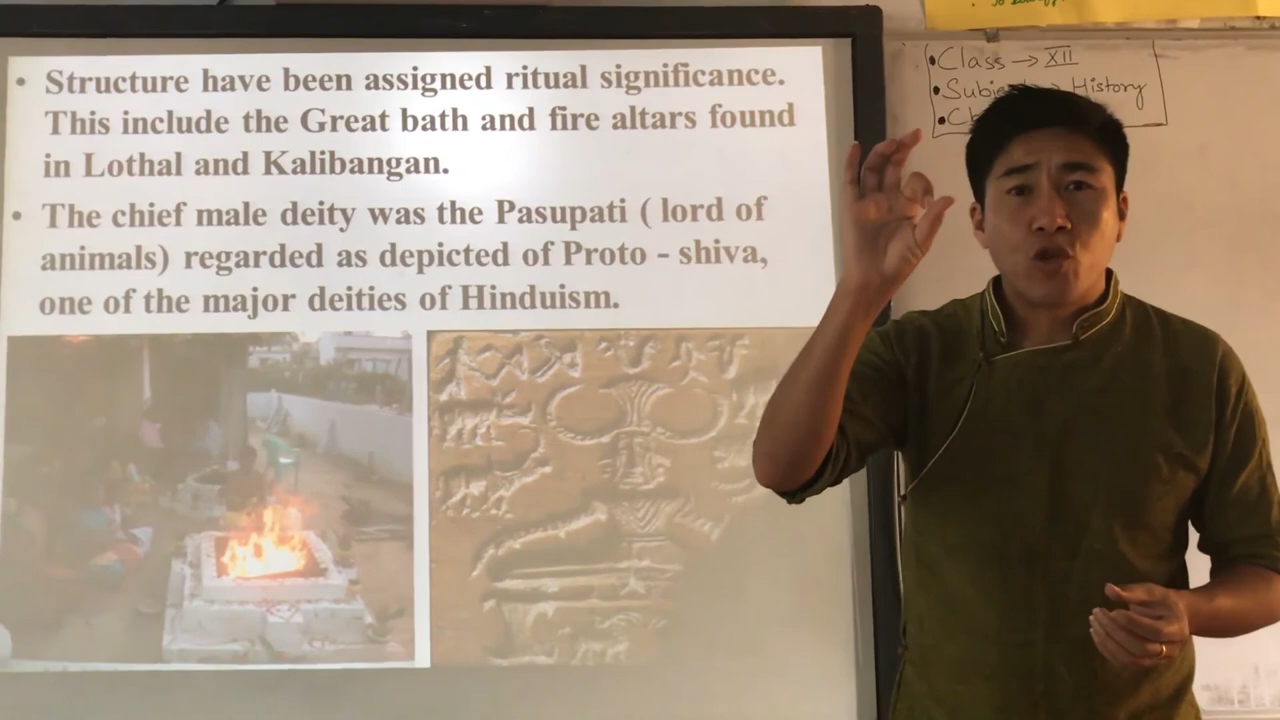 • Structure have been assigned ritual significance.
This include the Great bath and fire altars found
in Lothal and Kalibangan.
• The chief male deity was the Pasupati ( lord of
animals) regarded as depicted of Proto - shiva,
one of the major deities of Hinduism.
• Class → XII
• → History
•